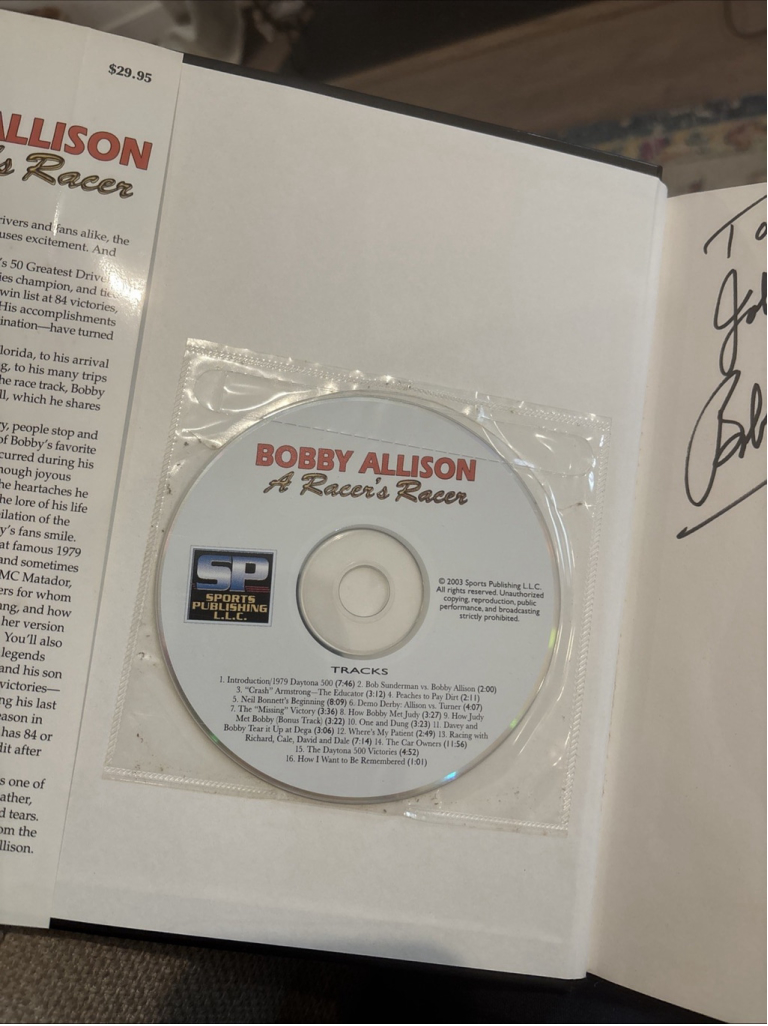 $29.95
ALLISON
's Racer
rivers and fans alike, the
uses excitement. And
's 50 Greatest Drive
ies champion, and tie
win list at 84 victories,
His accomplishments
ination—have turned
lorida, to his arrival
g, to his many trips
he race track, Bobby
ll, which he shares
y, people stop and
of Bobby's favorite
curred during his
nough joyous
he heartaches he
he lore of his life
ilation of the
y's fans smile.
at famous 1979
and sometimes
MC Matador,
ers for whom
ang, and how
her version
You'll also
legends
and his son
victories—
ng his last
eason in
has 84 or
dit after
s one of
ather,
d tears.
om the
llison.
BOBBY ALLISON
A Racer's Racer
SP
SPORTS
PUBLISHING
L.L.C.
© 2003 Sports Publishing L.L.C.
All rights reserved. Unauthorized
copying, reproduction, public
performance, and broadcasting
strictly prohibited.
TRACKS
1. Introduction/1979 Daytona 500 (7:46) 2. Bob Sunderman vs. Bobby Allison (2:00)
3. "Crash" Armstrong—The Educator (3:12) 4. Peaches to Pay Dirt (2:11)
5. Neil Bonnett's Beginning (8:09) 6. Demo Derby: Allison vs. Turner (4:07)
7. The "Missing" Victory (3:36) 8. How Bobby Met Judy (3:27) 9. How Judy
Met Bobby (Bonus Track) (3:22) 10. One and Dung (3:23) 11. Davey and
Bobby Tear it Up at Dega (3:06) 12. Where's My Patient (2:49) 13. Racing with
Richard, Cale, David and Dale (7:14) 14. The Car Owners (11:56)
15. The Daytona 500 Victories (4:52)
16. How I Want to Be Remembered (1:01)
To
Bob